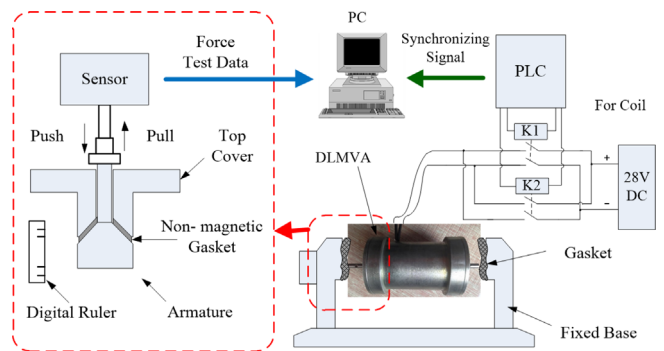 PC
Force
Test Data
Sensor
Synchronizing
Signal
PLC
For Coil
Push
Pull
Top
Cover
K1
DLMVA
+
K2
28V
DC
−
Non- magnetic
Gasket
Gasket
Digital Ruler
Armature
Fixed Base